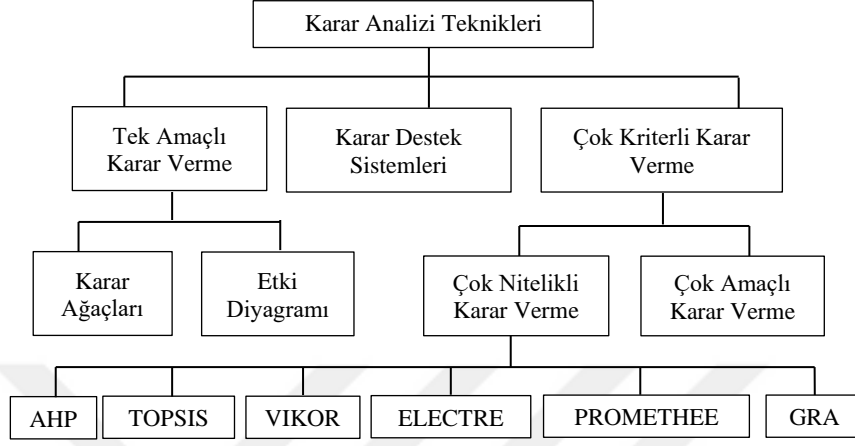 Karar Analizi Teknikleri
Tek Amaçlı
Karar Verme
Karar Destek
Sistemleri
Çok Kriterli Karar
Verme
Karar
Ağaçları
Etki
Diyagramı
Çok Nitelikli
Karar Verme
Çok Amaçlı
Karar Verme
AHP
TOPSIS
VIKOR
ELECTRE
PROMETHEE
GRA